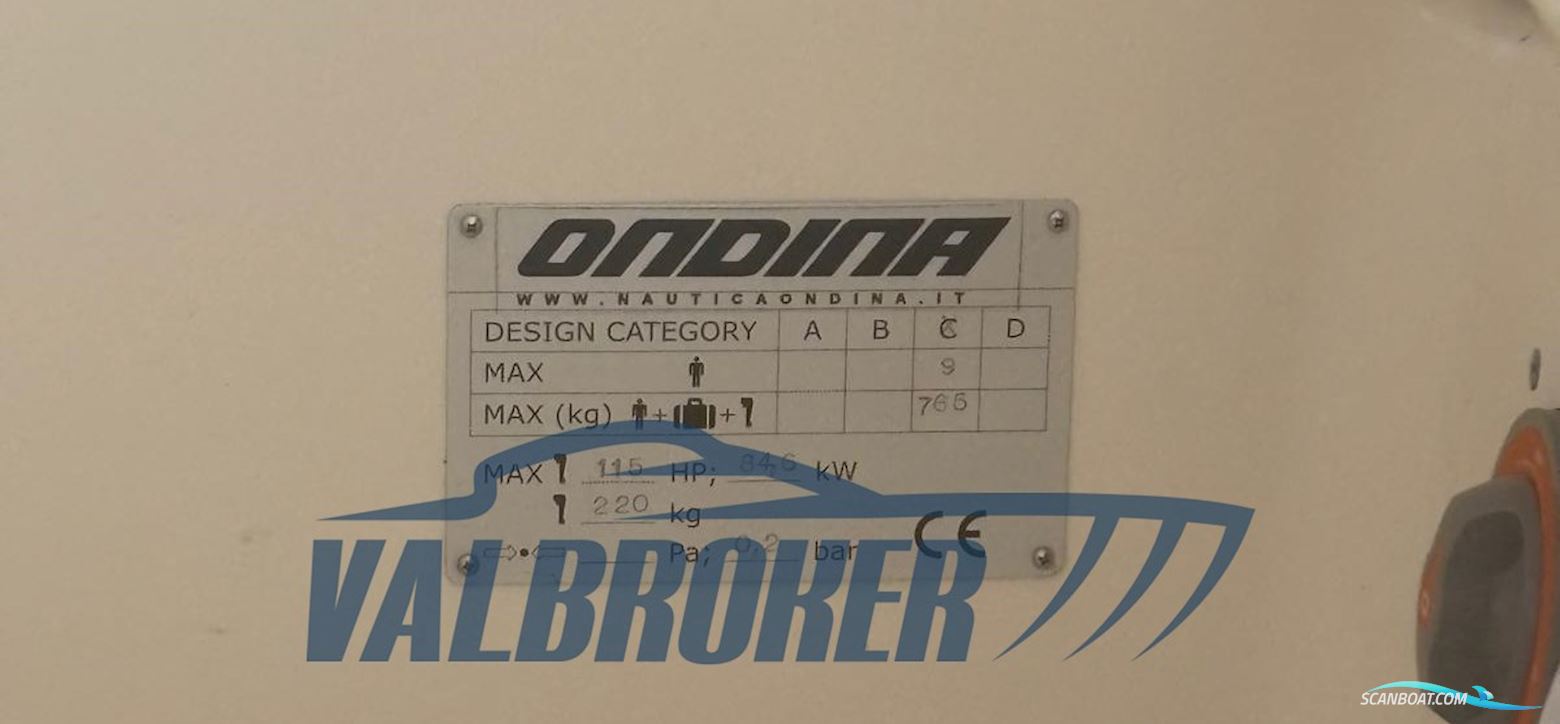 ONDINA
WWW.NAUTICAONDINA.IT
DESIGN CATEGORY A B C D
MAX 9
MAX (kg) + + 765
MAX 115 HP; 84,6 kW
220 kg
Pa; 0,2 bar CE
VALBROKER
SCANBOAT.COM